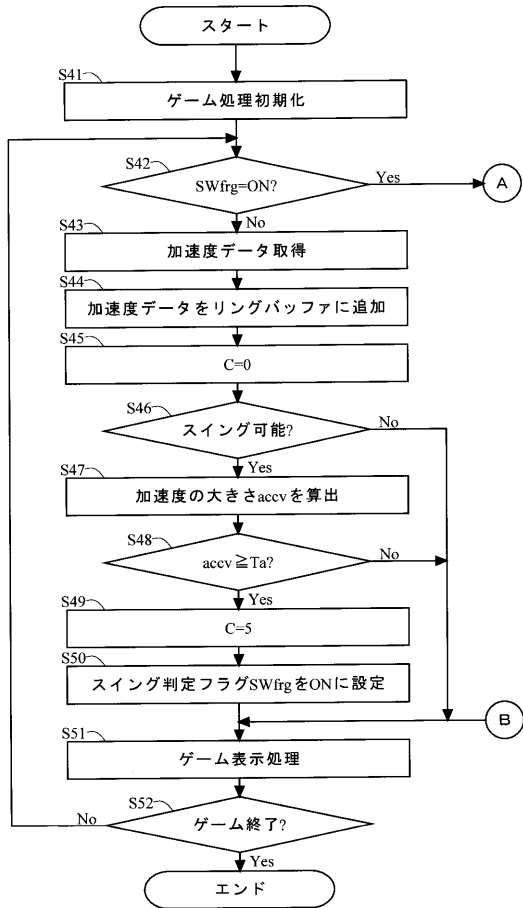 スタート
S41
ゲーム処理初期化
S42
SWfrg=ON?
Yes
A
No
S43
加速度データ取得
S44
加速度データをリングバッファに追加
S45
C=0
S46
スイング可能?
No
Yes
S47
加速度の大きさaccvを算出
S48
accv≧Ta?
No
Yes
S49
C=5
S50
スイング判定フラグSWfrgをONに設定
B
S51
ゲーム表示処理
S52
ゲーム終了?
No
Yes
エンド